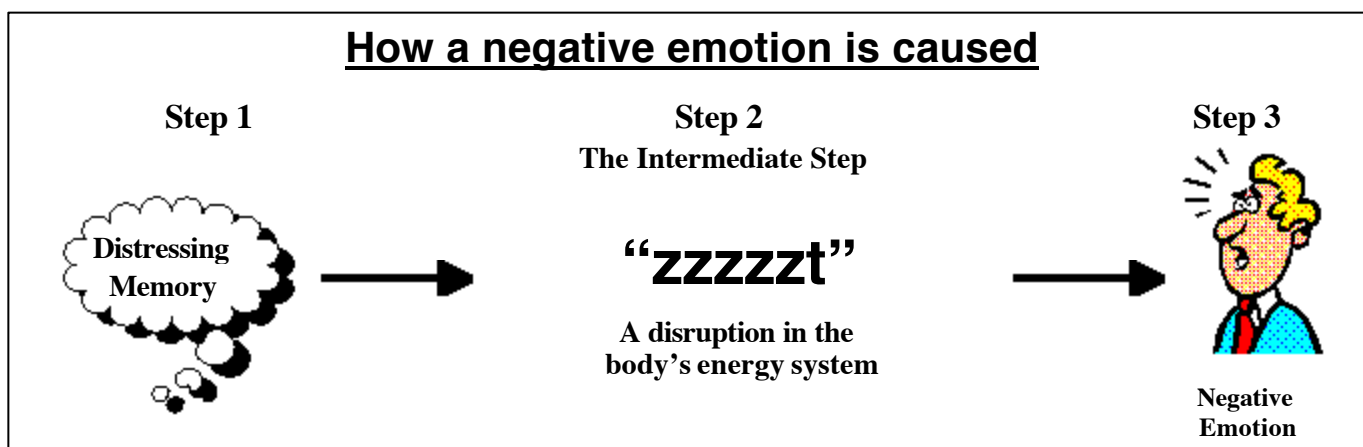 How a negative emotion is caused
Step 1
Step 2
Step 3
The Intermediate Step
Distressing
Memory
“zzzzzt”
A disruption in the
body’s energy system
Negative
Emotion